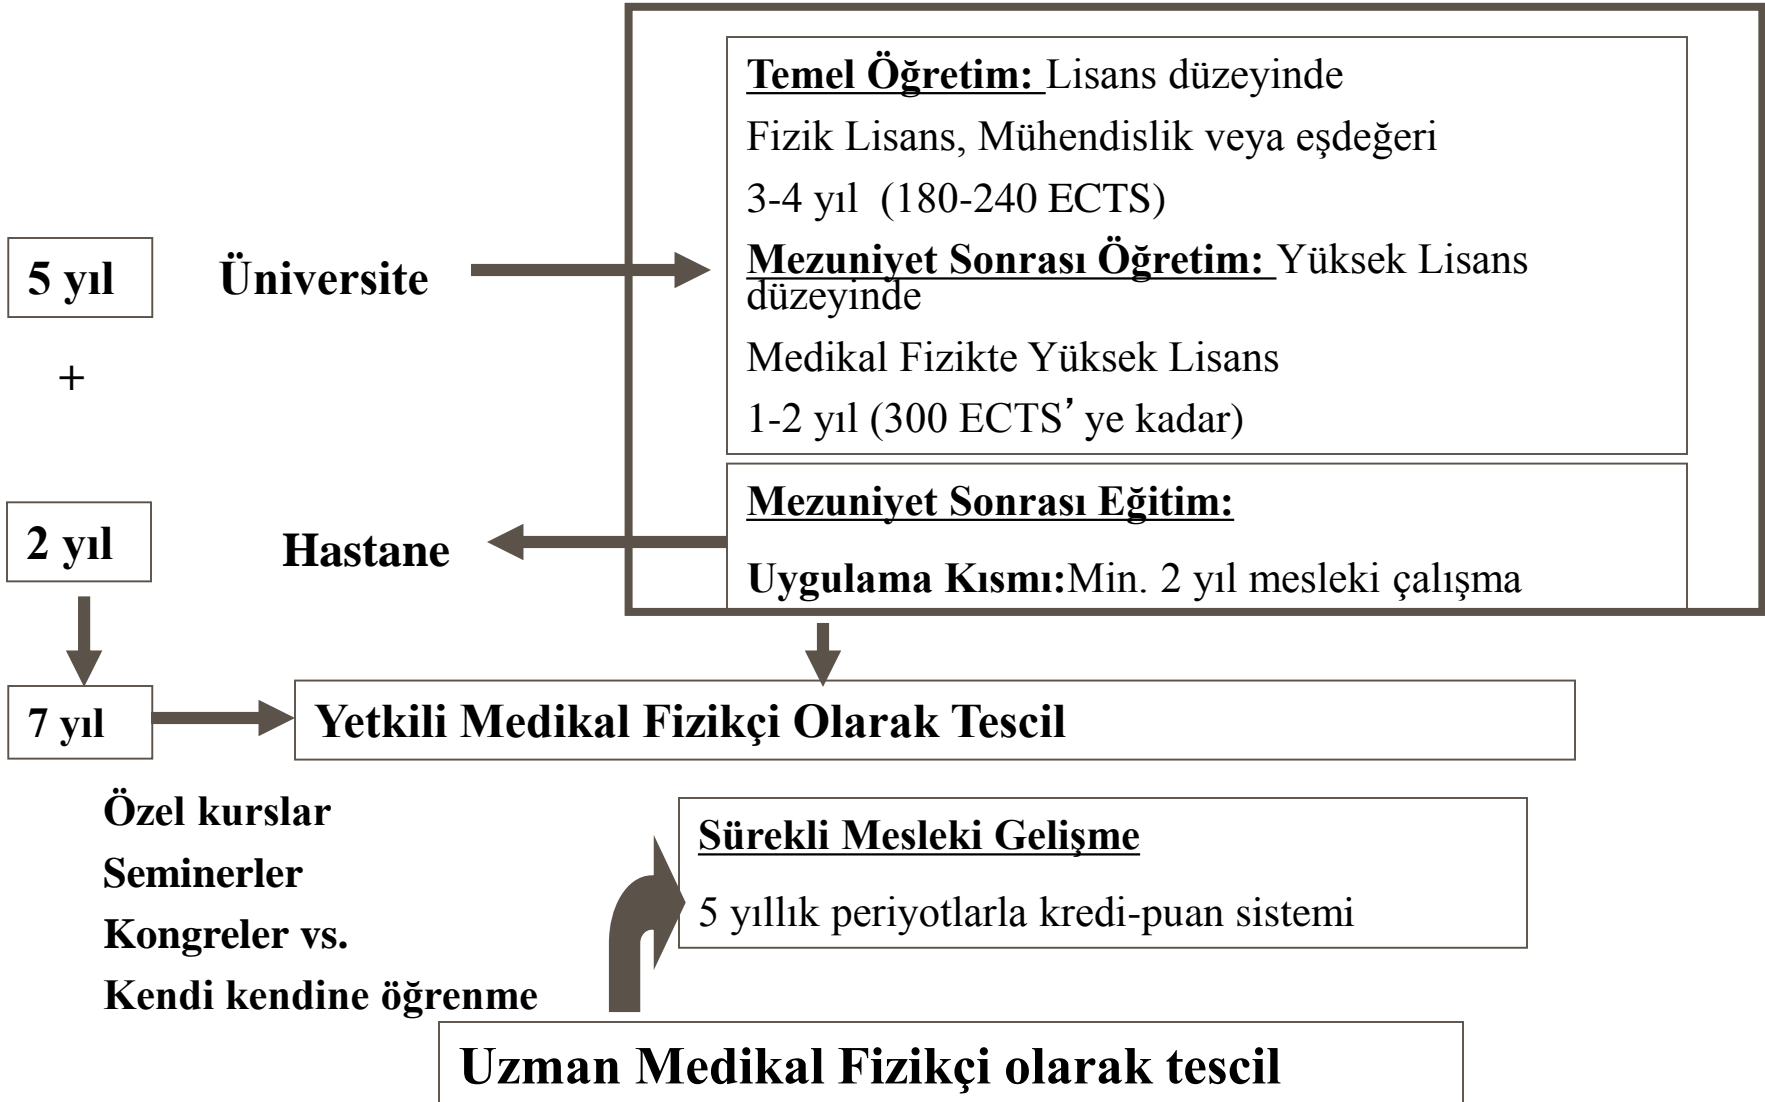 Temel Öğretim: Lisans düzeyinde
Fizik Lisans, Mühendislik veya eşdeğeri
3-4 yıl (180-240 ECTS)
5 yıl
Üniversite
Mezuniyet Sonrası Öğretim: Yüksek Lisans
düzeyinde
Medikal Fizikte Yüksek Lisans
1-2 yıl (300 ECTS’ ye kadar)
+
2 yıl
Hastane
Mezuniyet Sonrası Eğitim:
Uygulama Kısmı:Min. 2 yıl mesleki çalışma
7 yıl
Yetkili Medikal Fizikçi Olarak Tescil
Özel kurslar
Seminerler
Kongreler vs.
Kendi kendine öğrenme
Sürekli Mesleki Gelişme
5 yıllık periyotlarla kredi-puan sistemi
Uzman Medikal Fizikçi olarak tescil